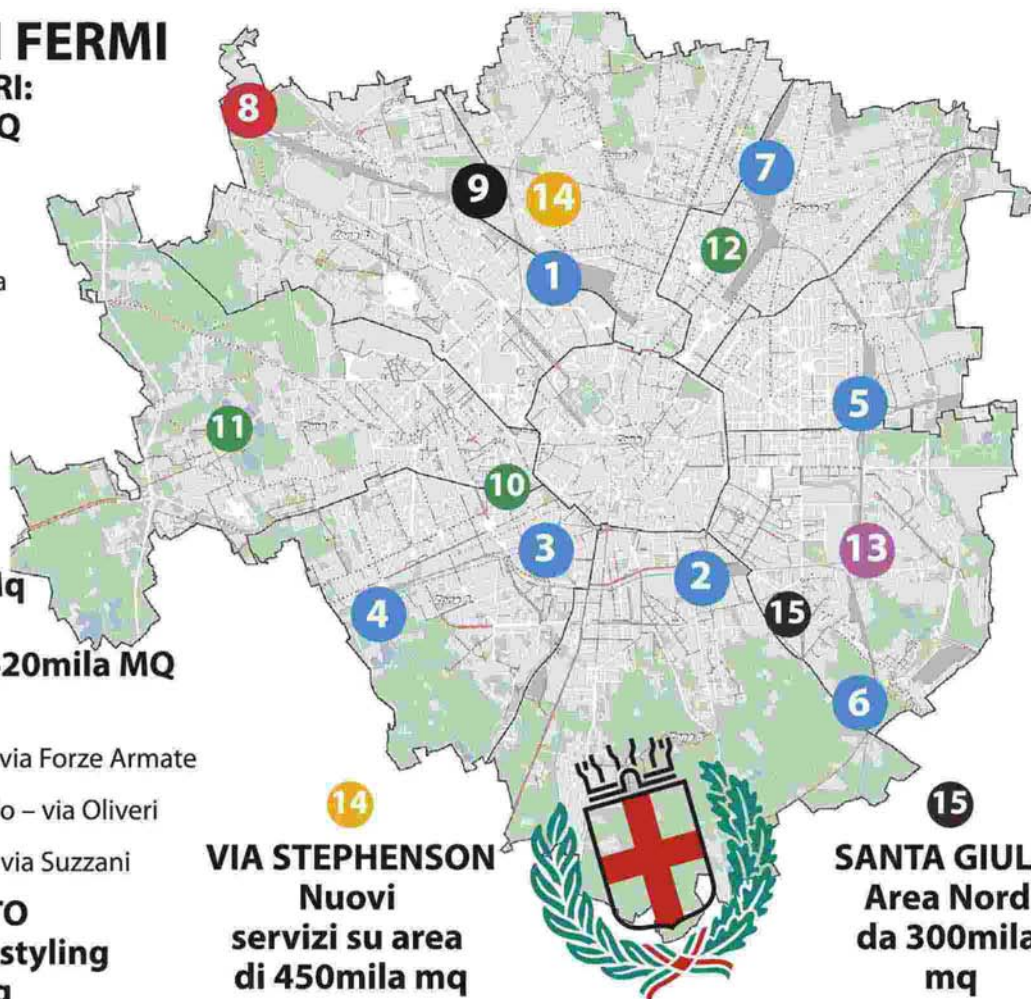 FERMI
RI:
Q
a
Mq
20mila MQ
via Forze Armate
o – via Oliveri
via Suzzani
TO
styling
8
9
14
7
12
1
5
11
10
3
2
13
4
15
6
14
VIA STEPHENSON
Nuovi
servizi su area
di 450mila mq
15
SANTA GIUL
Area Nord
da 300mila
mq